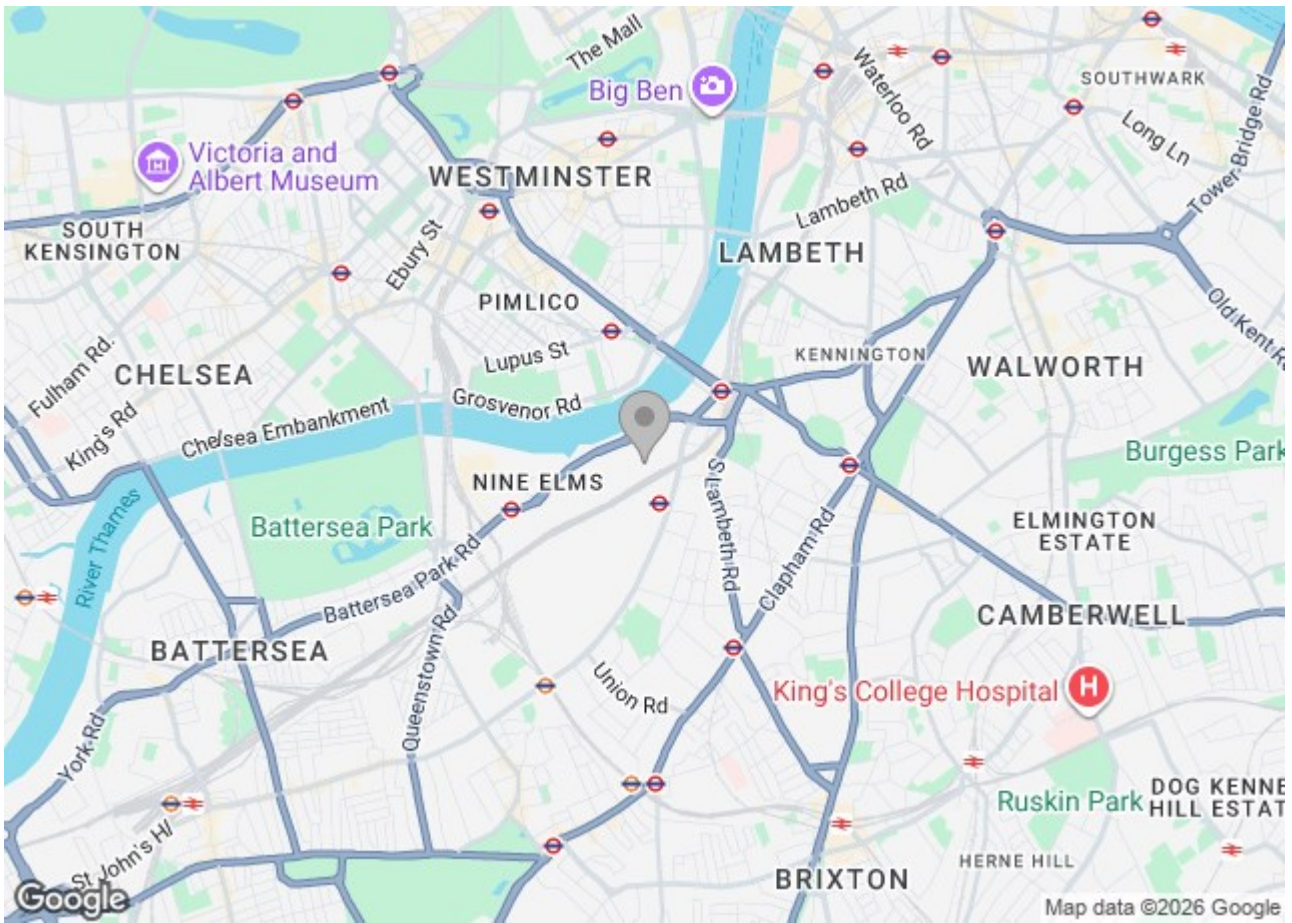 The Mall
Big Ben
Waterloo Rd
SOUTHWARK
Long Ln
Tower Bridge Rd
Victoria and
Albert Museum
WESTMINSTER
Lambeth Rd
SOUTH
KENSINGTON
Ebury St
LAMBETH
PIMLICO
Old Kent R
Lupus St
KENNINGTON
WALWORTH
Fulham Rd.
CHELSEA
King's Rd
Chelsea Embankment
Grosvenor Rd
Burgess Park
NINE ELMS
S Lambeth Rd
River Thames
Battersea Park
Clapham Rd
ELMINGTON
ESTATE
Battersea Park Rd
CAMBERWELL
BATTERSEA
Queenstown Rd
Union Rd
King's College Hospital
H
York Rd
Ruskin Park
DOG KENNE
HILL ESTAT
St John's Hl
HERNE HILL
BRIXTON
Google
Map data ©2026 Google